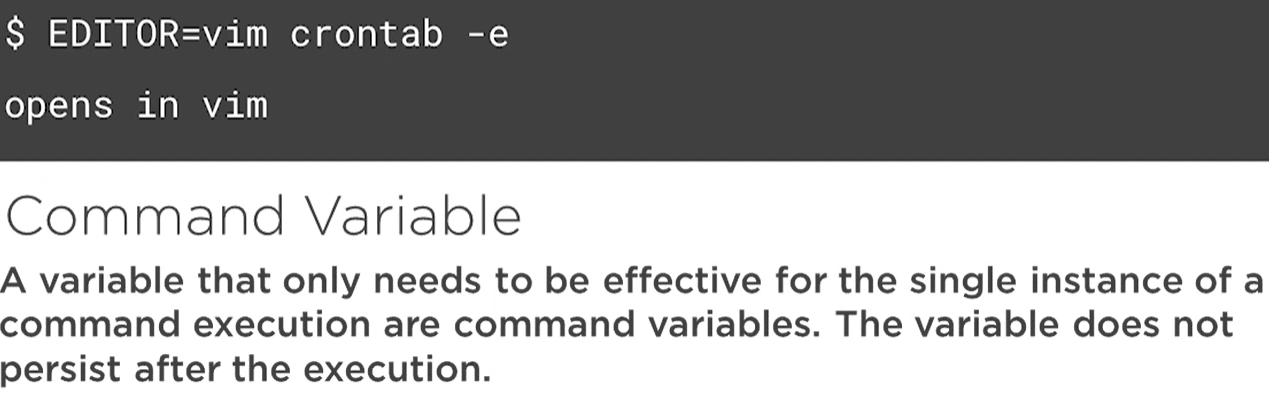 $ EDITOR=vim crontab -e
opens in vim
Command Variable
A variable that only needs to be effective for the single instance of a
command execution are command variables. The variable does not
persist after the execution.